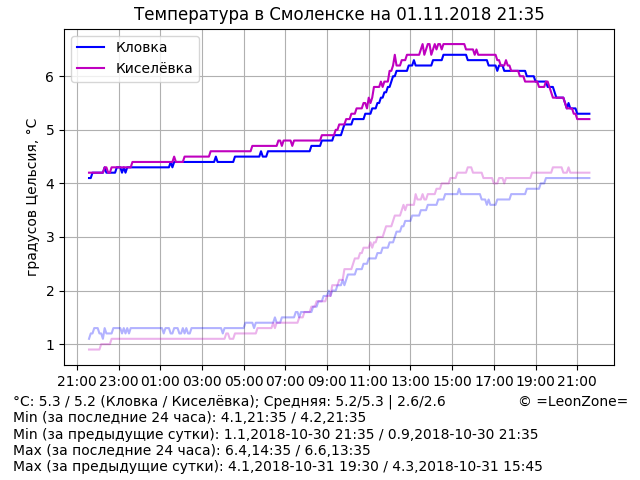 Температура в Смоленске на 01.11.2018 21:35
Кловка
Киселёвка
градусов Цельсия, °C
6
5
4
3
2
1
21:00 23:00 01:00 03:00 05:00 07:00 09:00 11:00 13:00 15:00 17:00 19:00 21:00
°C: 5.3 / 5.2 (Кловка / Киселёвка); Средняя: 5.2/5.3 | 2.6/2.6 © =LeonZone=
Min (за последние 24 часа): 4.1,21:35 / 4.2,21:35
Min (за предыдущие сутки): 1.1,2018-10-30 21:35 / 0.9,2018-10-30 21:35
Max (за последние 24 часа): 6.4,14:35 / 6.6,13:35
Max (за предыдущие сутки): 4.1,2018-10-31 19:30 / 4.3,2018-10-31 15:45